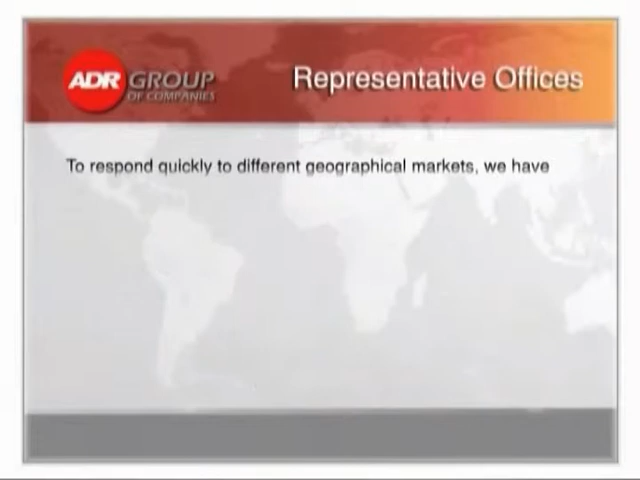 ADR GROUP
OF COMPANIES
Representative Offices
To respond quickly to different geographical markets, we have